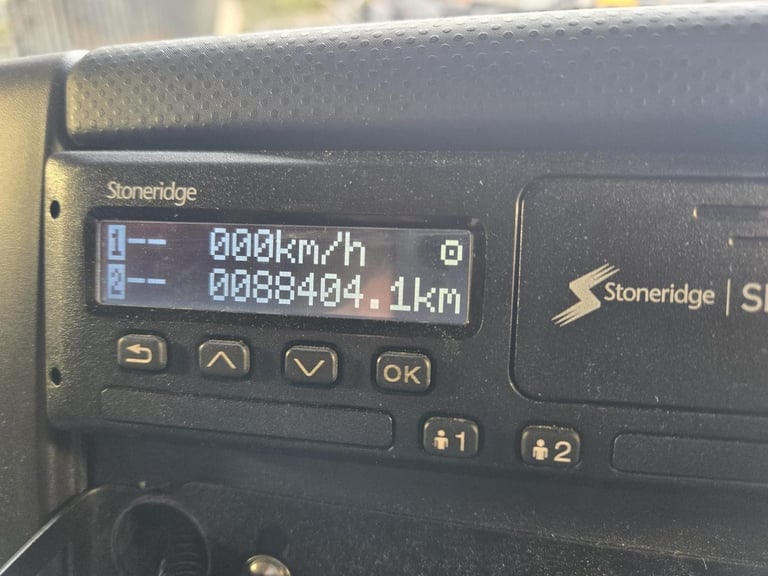 Stoneridge
1-- 000km/h
2-- 0088404.1km
Stoneridge
OK
1
2